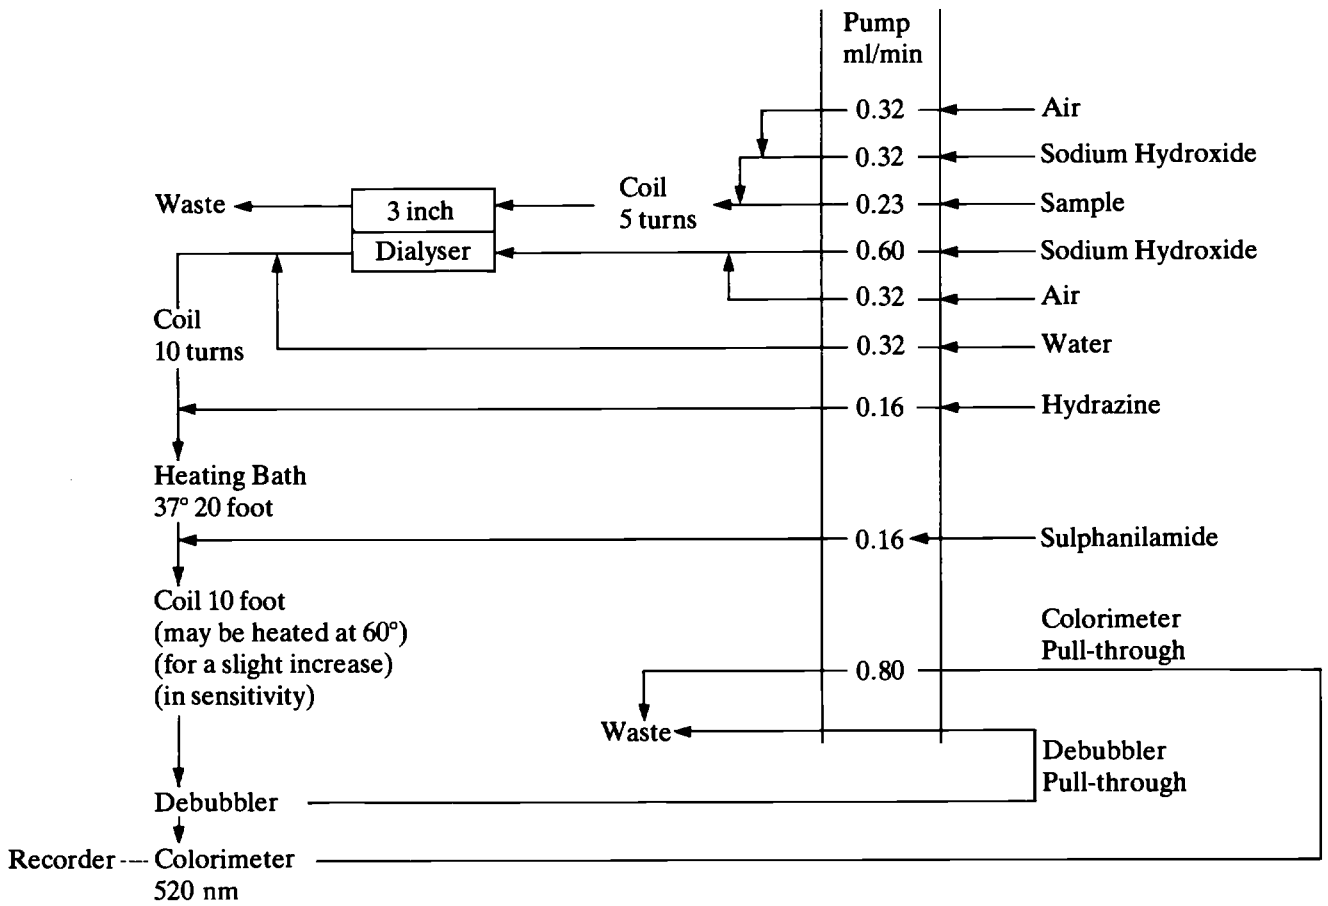 Pump
ml/min
0.32 Air
0.32 Sodium Hydroxide
Waste 3 inch Coil 0.23 Sample
5 turns
Dialyser 0.60 Sodium Hydroxide
0.32 Air
Coil
10 turns 0.32 Water
0.16 Hydrazine
Heating Bath
37° 20 foot
0.16 Sulphanilamide
Coil 10 foot
(may be heated at 60°)
(for a slight increase)
(in sensitivity)
Colorimeter
Pull-through
0.80
Waste
Debubbler
Pull-through
Debubbler
Recorder ---- Colorimeter
520 nm